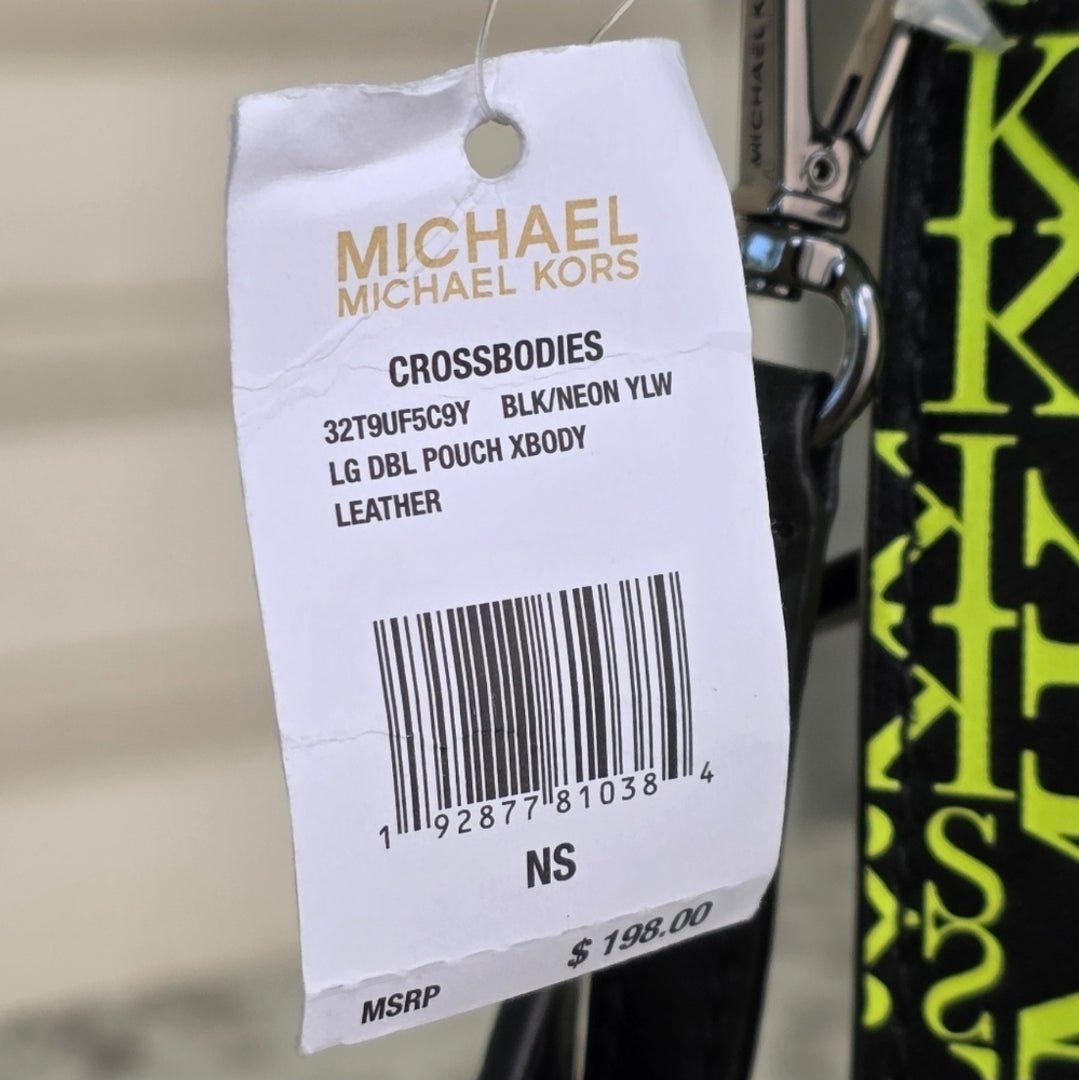 MICHAEL
MICHAEL KORS
CROSSBODIES
32T9UF5C9Y BLK/NEON YLW
LG DBL POUCH XBODY
LEATHER
1 92877 81038 4
NS
$ 198.00
MSRP
MICHAEL K
K
K
S
S